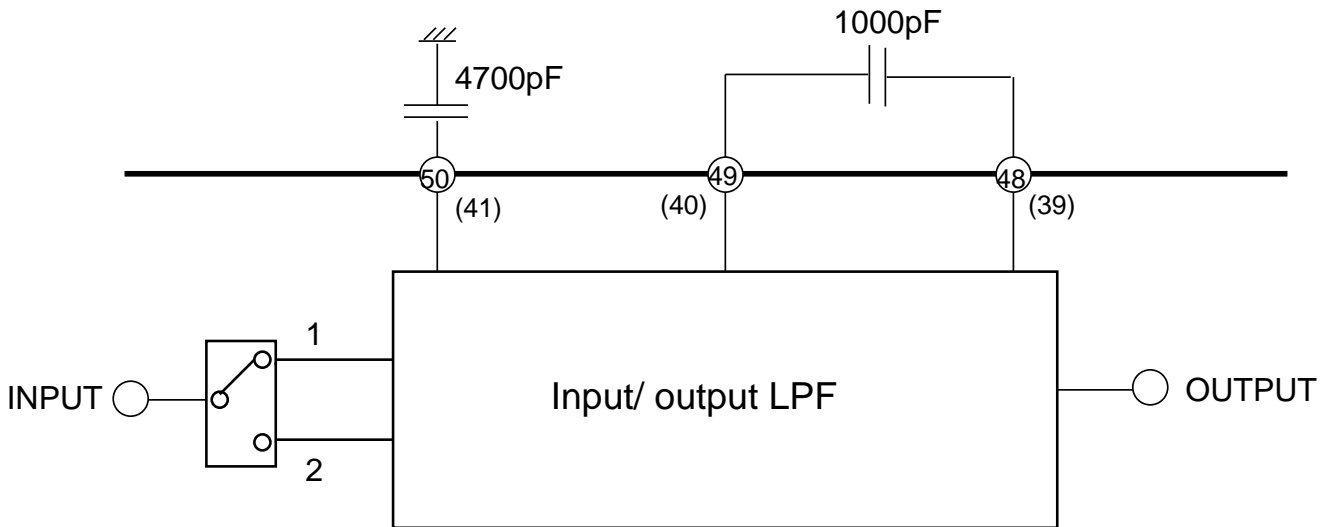 1000pF
4700pF
50
49
48
(41)
(40)
(39)
1
INPUT
Input/ output LPF
OUTPUT
2